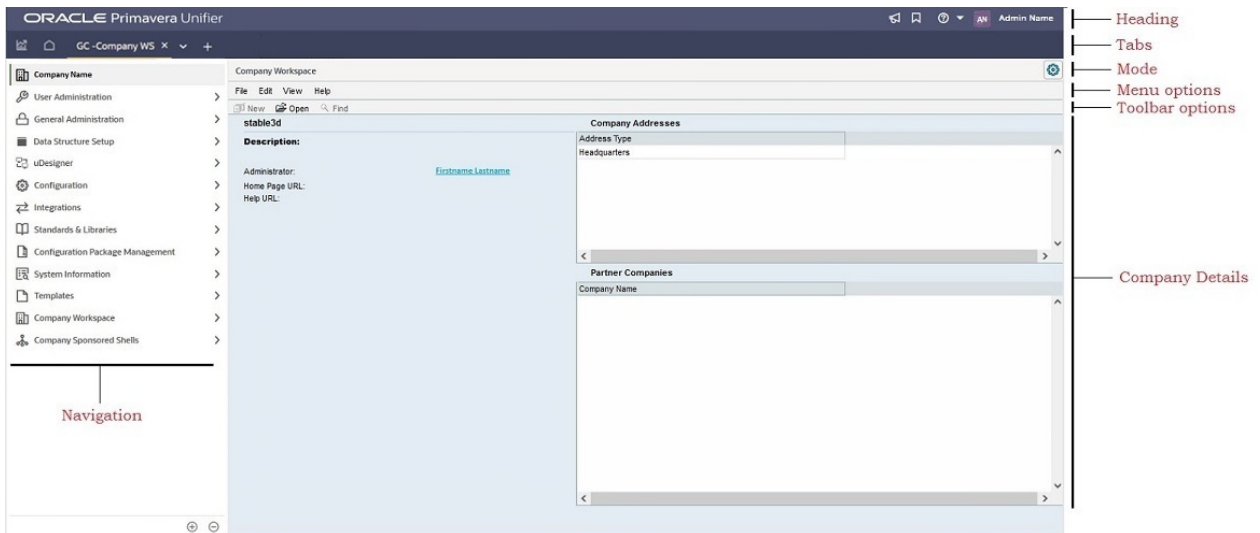 ORACLE Primavera Unifier
AN Admin Name
Heading
GC -Company WS
Tabs
Company Name
Company Workspace
Mode
User Administration
File Edit View Help
Menu options
New Open Find
Toolbar options
General Administration
stable3d
Company Addresses
Data Structure Setup
Description:
Address Type
Headquarters
uDesigner
Administrator: Firstname Lastname
Configuration
Home Page URL:
Help URL:
Integrations
Standards & Libraries
Configuration Package Management
System Information
Partner Companies
Company Details
Templates
Company Name
Company Workspace
Company Sponsored Shells
Navigation